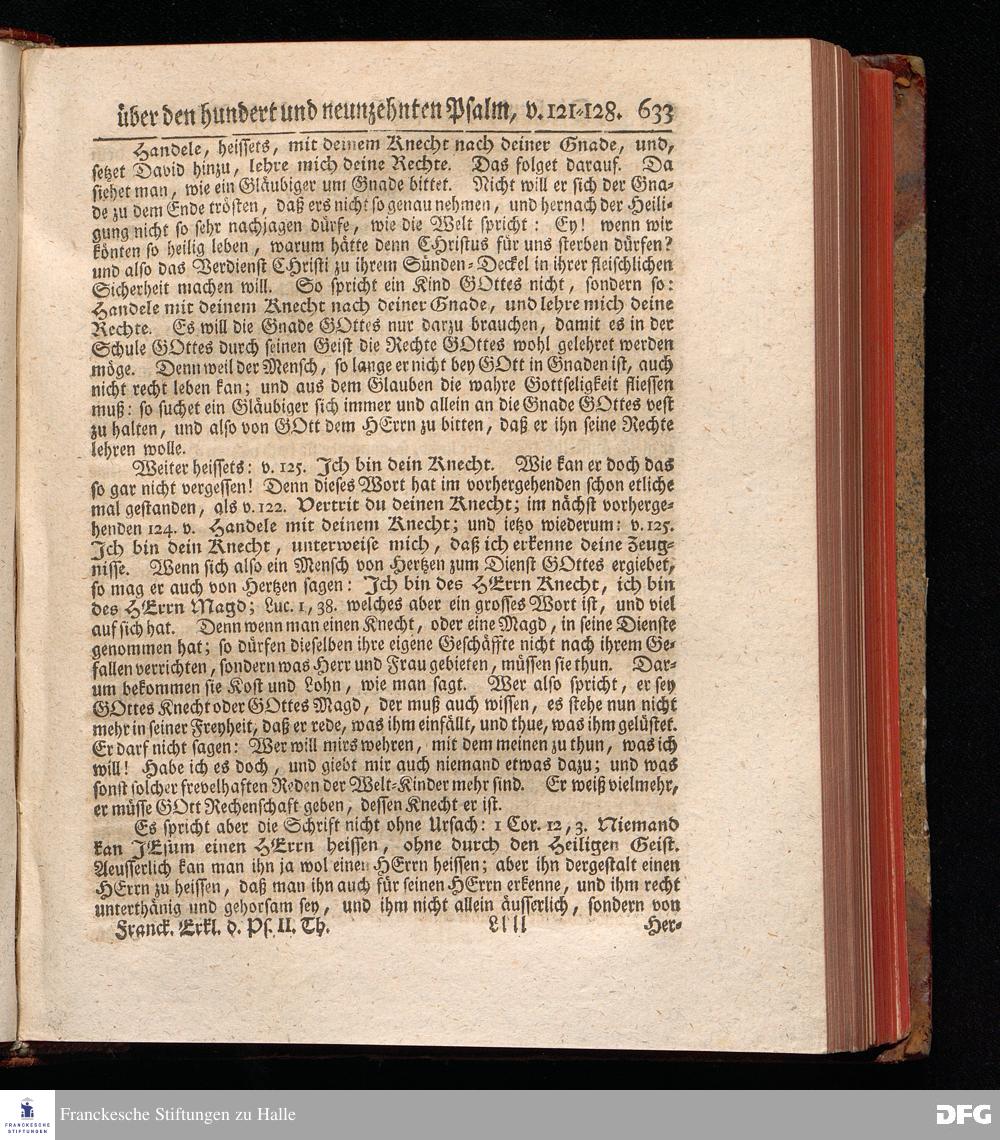 über den hundert und neunzehnten Psalm, v. 121-128. 633
Handele, heissets, mit deinem Knecht nach deiner Gnade, und,
setzet David hinzu, lehre mich deine Rechte. Das folget darauf. Da
siehet man, wie ein Gläubiger um Gnade bittet. Nicht will er sich der Gna-
de zu dem Ende trösten, daß ers nicht so genau nehmen, und hernach der Heili-
gung nicht so sehr nachjagen dürfe, wie die Welt spricht: Ey! wenn wir
könten so heilig leben, warum hätte denn CHristus für uns sterben dürfen?
und also das Verdienst CHristi zu ihrem Sünden-Deckel in ihrer fleischlichen
Sicherheit machen will. So spricht ein Kind GOttes nicht, sondern so:
Handele mit deinem Knecht nach deiner Gnade, und lehre mich deine
Rechte. Es will die Gnade GOttes nur darzu brauchen, damit es in der
Schule GOttes durch seinen Geist die Rechte GOttes wohl gelehret werden
möge. Denn weil der Mensch, so lange er nicht bey GOtt in Gnaden ist, auch
nicht recht leben kan; und aus dem Glauben die wahre Gottseligkeit fliessen
muß: so suchet ein Gläubiger sich immer und allein an die Gnade GOttes vest
zu halten, und also von GOtt dem HErrn zu bitten, daß er ihn seine Rechte
lehren wolle.
Weiter heissets: v. 125. Ich bin dein Knecht. Wie kan er doch das
so gar nicht vergessen! Denn dieses Wort hat im vorhergehenden schon etliche
mal gestanden, als v. 122. Vertrit du deinen Knecht; im nächst vorherge-
henden 124. v. Handele mit deinem Knecht; und ietzo wiederum: v. 125.
Ich bin dein Knecht, unterweise mich, daß ich erkenne deine Zeug-
nisse. Wenn sich also ein Mensch von Hertzen zum Dienst GOttes ergiebet,
so mag er auch von Hertzen sagen: Ich bin des HErrn Knecht, ich bin
des HErrn Magd; Luc. 1, 38. welches aber ein grosses Wort ist, und viel
auf sich hat. Denn wenn man einen Knecht, oder eine Magd, in seine Dienste
genommen hat; so dürfen dieselben ihre eigene Geschäffte nicht nach ihrem Ge-
fallen verrichten, sondern was Herr und Frau gebieten, müssen sie thun. Dar-
um bekommen sie Kost und Lohn, wie man sagt. Wer also spricht, er sey
GOttes Knecht oder GOttes Magd, der muß auch wissen, es stehe nun nicht
mehr in seiner Freyheit, daß er rede, was ihm einfällt, und thue, was ihm gelüstet.
Er darf nicht sagen: Wer will mirs wehren, mit dem meinen zu thun, was ich
will! Habe ich es doch, und giebt mir auch niemand etwas dazu; und was
sonst solcher frevelhaften Reden der Welt-Kinder mehr sind. Er weiß vielmehr,
er müsse GOtt Rechenschaft geben, dessen Knecht er ist.
Es spricht aber die Schrift nicht ohne Ursach: 1 Cor. 12, 3. Niemand
kan JEsum einen HErrn heissen, ohne durch den Heiligen Geist.
Aeusserlich kan man ihn ja wol einen HErrn heissen; aber ihn dergestalt einen
HErrn zu heissen, daß man ihn auch für seinen HErrn erkenne, und ihm recht
unterthänig und gehorsam sey, und ihm nicht allein äusserlich, sondern von
Franck. Erkl. d. Ps. II. Th. Llll Her-
FRANCKESCHE
STIFTUNGEN
Franckesche Stiftungen zu Halle
DFG